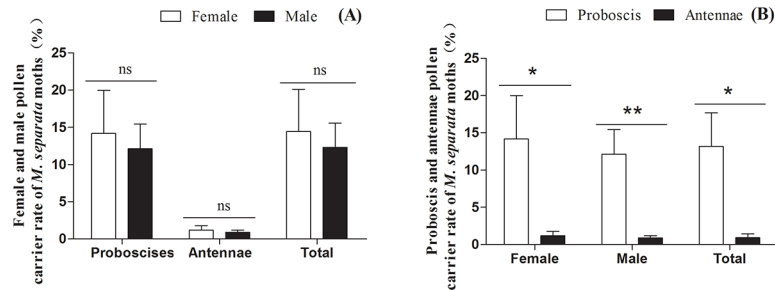 Female Male (A)
Female and male pollen
carrier rate of M. separata moths (%)
25
20
15
10
5
0
ns
ns
ns
Proboscises Antennae Total
Proboscis Antennae (B)
Proboscis and antennae pollen
carrier rate of M. separata moths (%)
25
20
15
10
5
0
*
**
*
Female Male Total